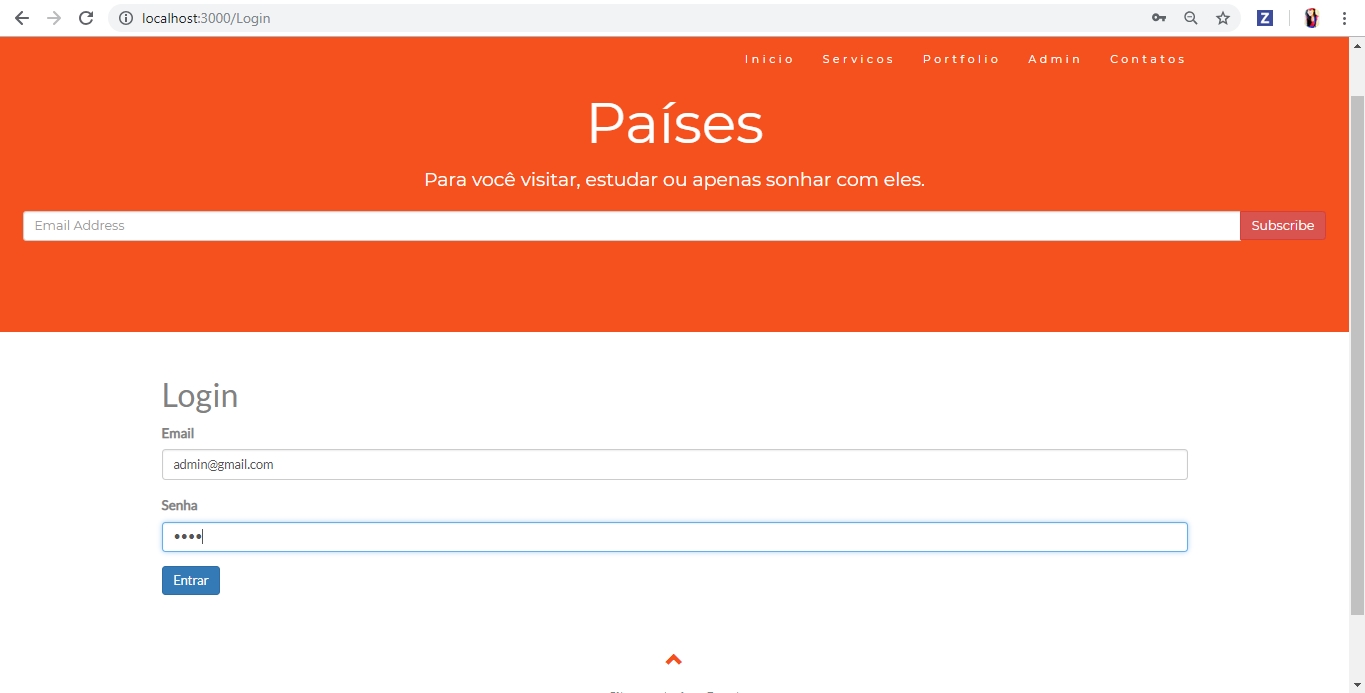 localhost:3000/Login
Z
Inicio Servicos Portfolio Admin Contatos
Países
Para você visitar, estudar ou apenas sonhar com eles.
Email Address Subscribe
Login
Email
admin@gmail.com
Senha
••••
Entrar